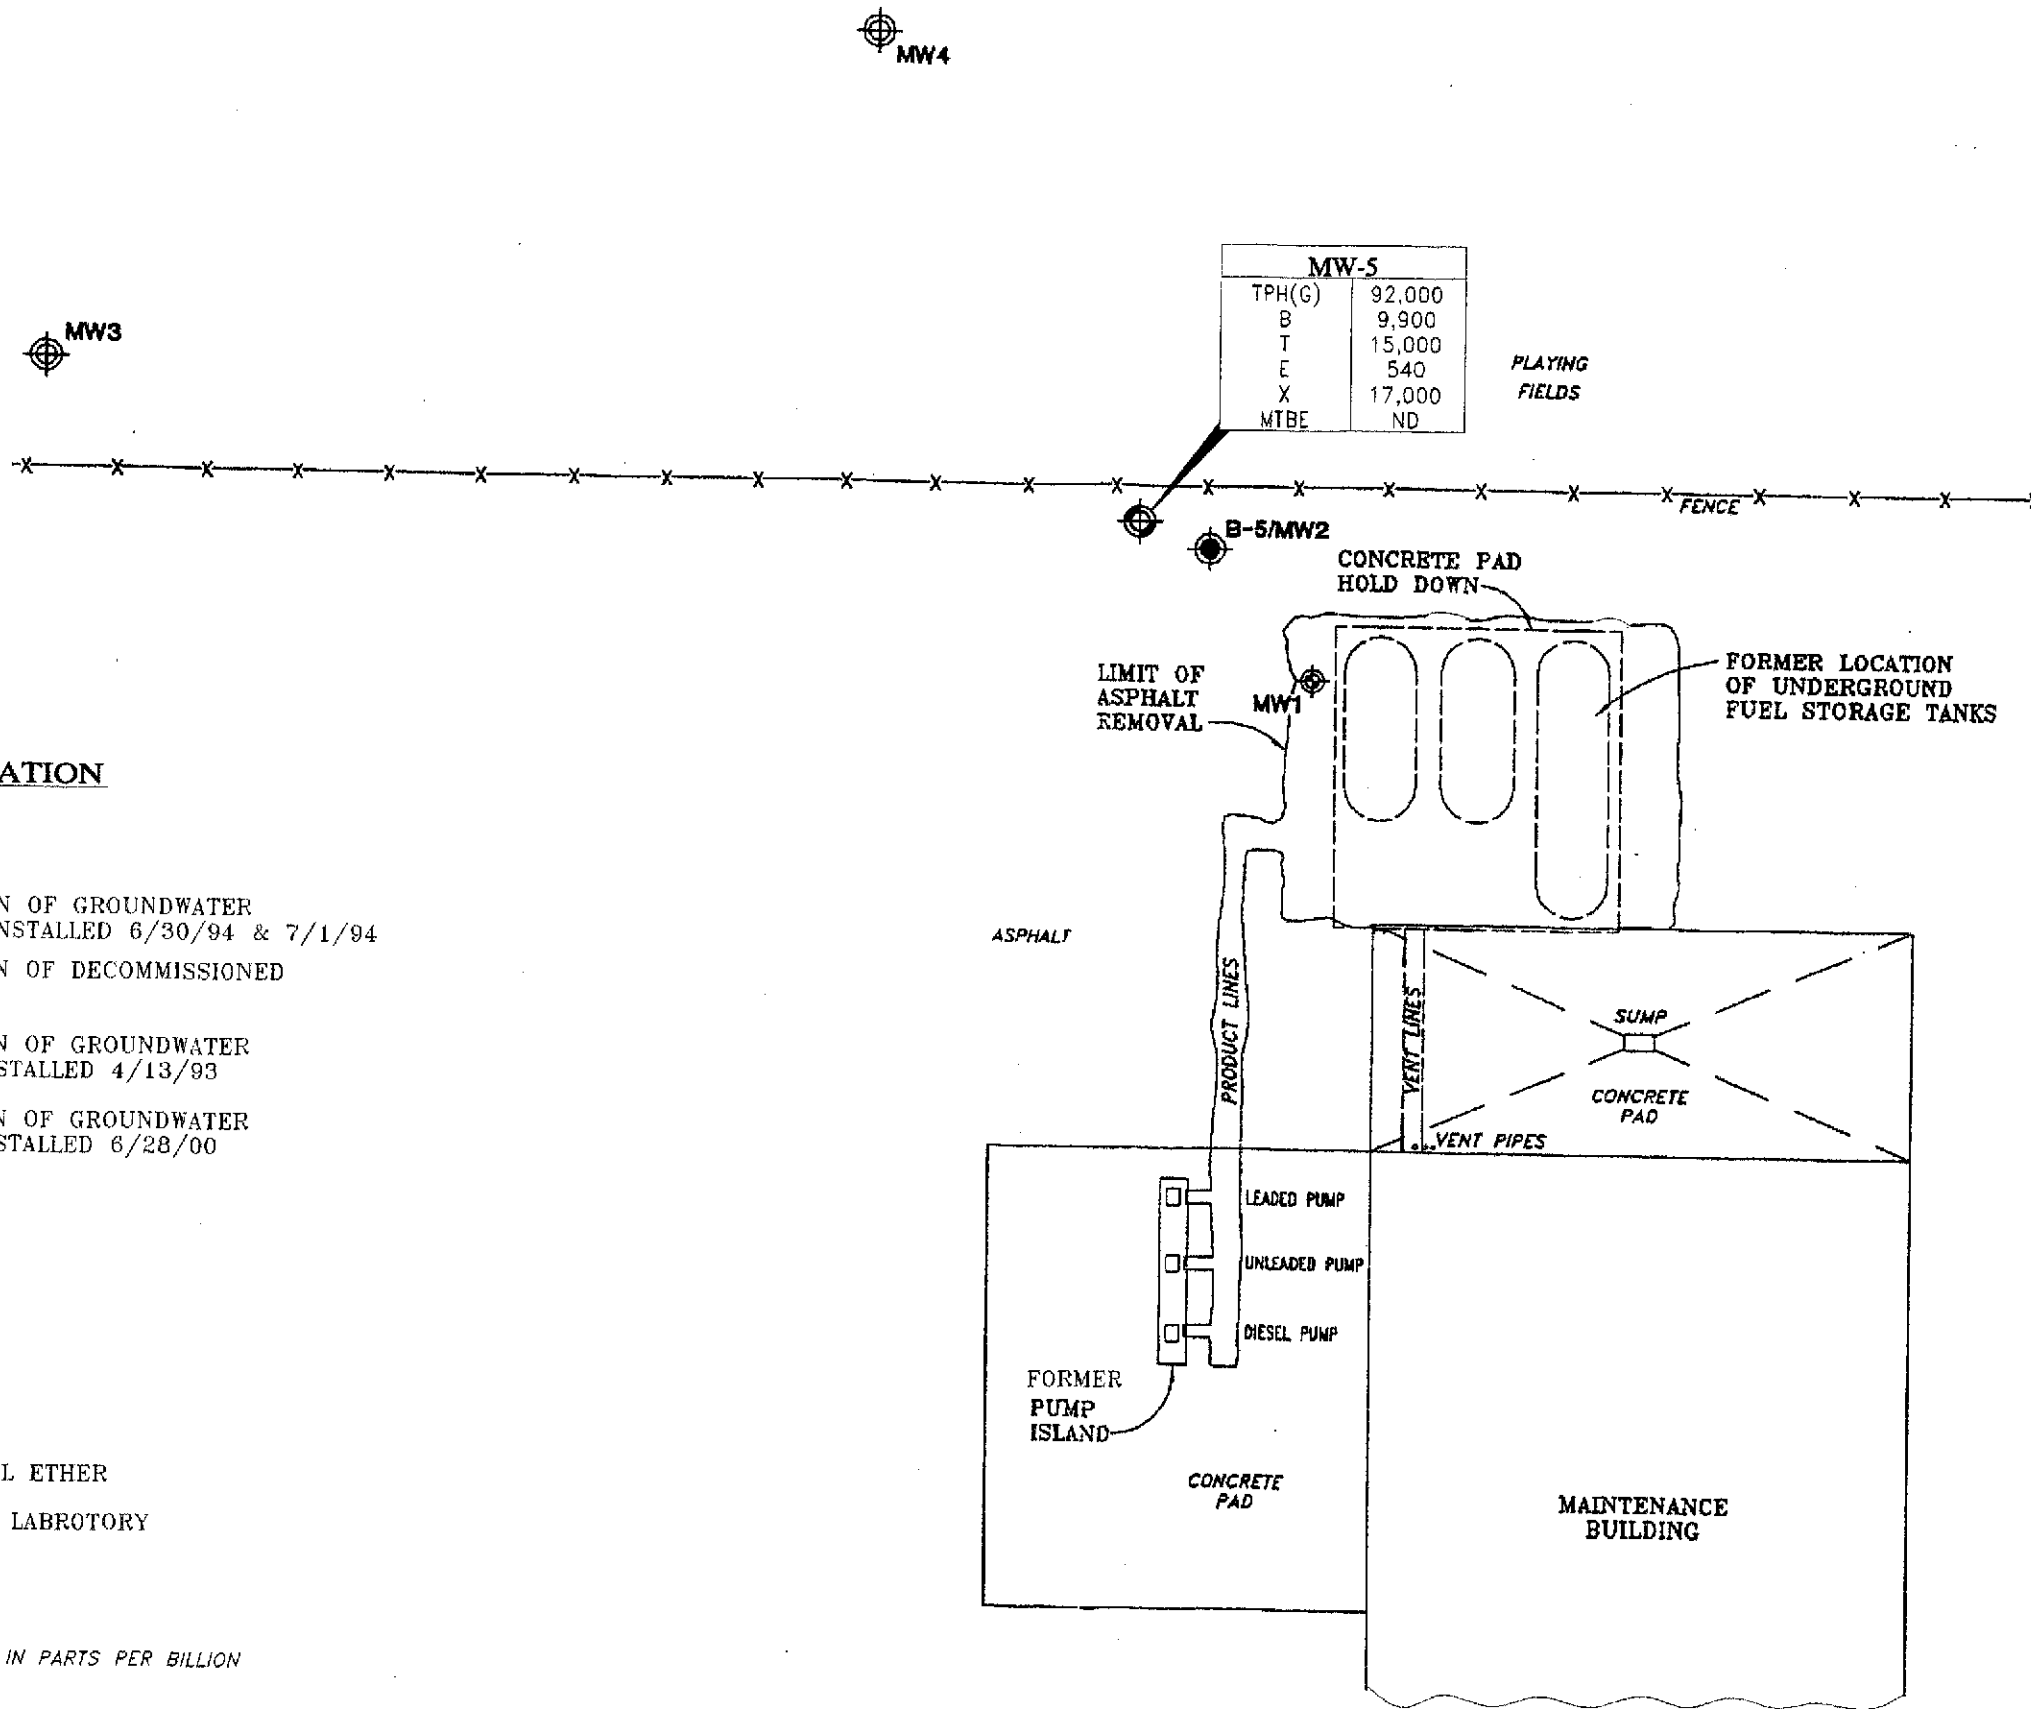 MW4
MW-5
TPH(G) 92,000
B 9,900
T 15,000
E 540
X 17,000
MTBE ND
MW3
PLAYING
FIELDS
FENCE
B-5/MW2
CONCRETE PAD
HOLD DOWN
LIMIT OF
ASPHALT
REMOVAL
MW1
FORMER LOCATION
OF UNDERGROUND
FUEL STORAGE TANKS
ATION
N OF GROUNDWATER
NSTALLED 6/30/94 & 7/1/94
N OF DECOMMISSIONED
N OF GROUNDWATER
STALLED 4/13/93
N OF GROUNDWATER
STALLED 6/28/00
ASPHALT
PRODUCT LINES
VENT LINES
SUMP
CONCRETE
PAD
VENT PIPES
LEADED PUMP
UNLEADED PUMP
DIESEL PUMP
FORMER
PUMP
ISLAND
CONCRETE
PAD
MAINTENANCE
BUILDING
L ETHER
LABROTORY
IN PARTS PER BILLION